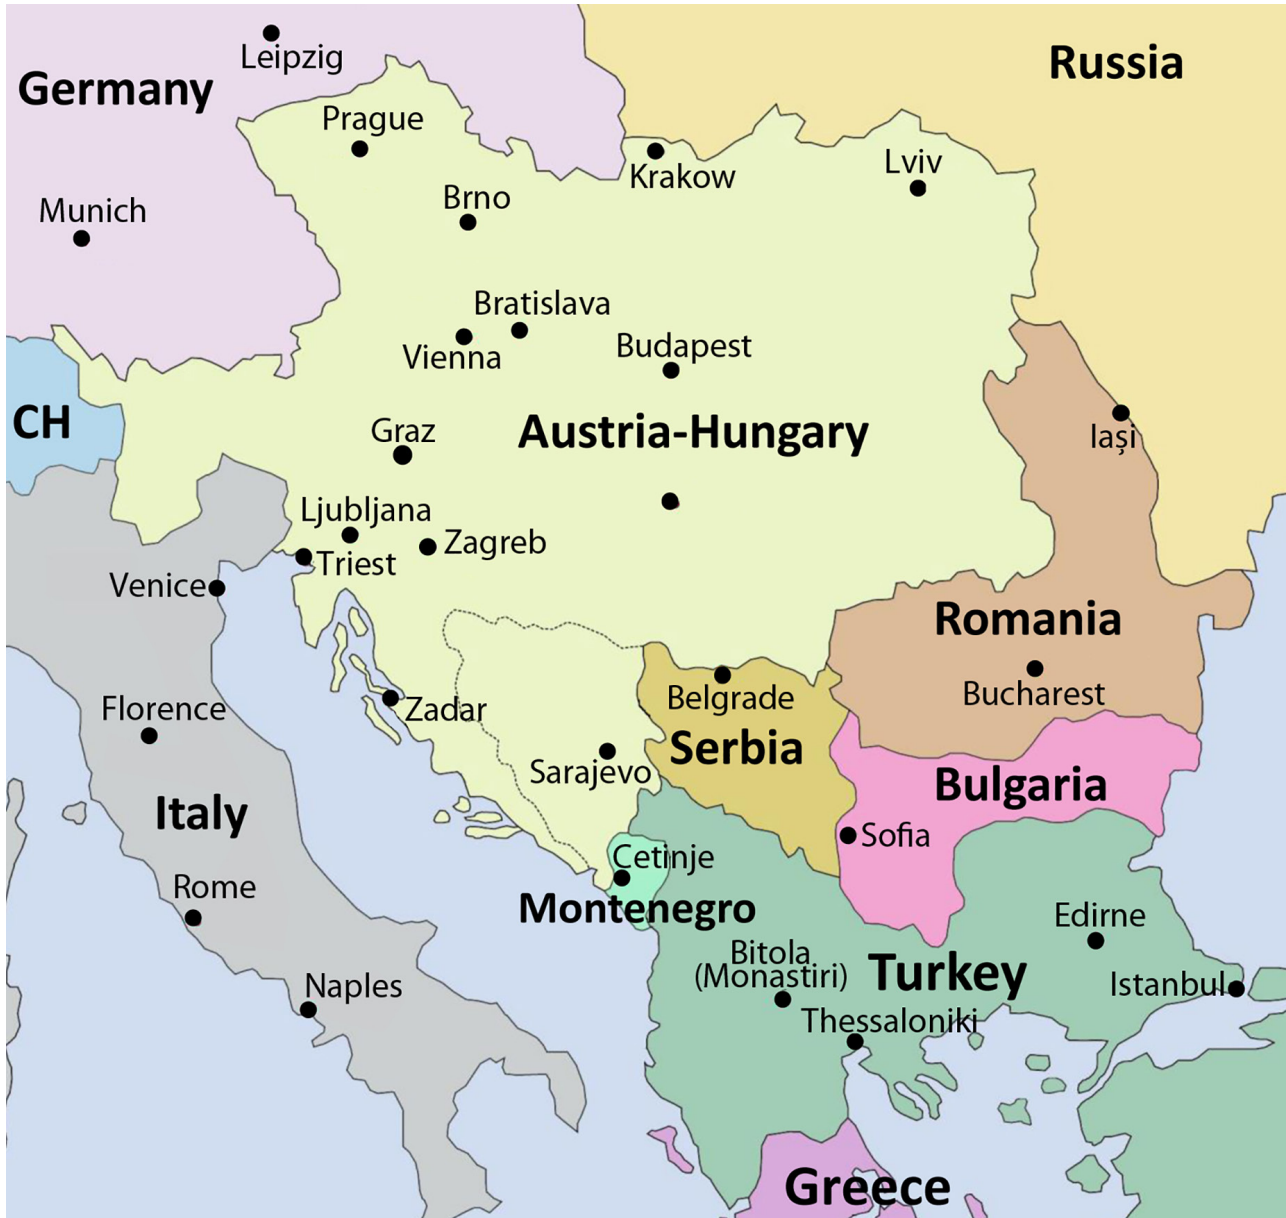 Leipzig
Russia
Germany
Prague
Krakow
Lviv
Brno
Munich
Bratislava
Vienna
Budapest
CH
Graz
Austria-Hungary
Iași
Ljubljana
Zagreb
Triest
Venice
Romania
Bucharest
Belgrade
Zadar
Florence
Serbia
Sarajevo
Bulgaria
Italy
Sofia
Cetinje
Rome
Montenegro
Edirne
Bitola
(Monastiri)
Turkey
Istanbul
Naples
Thessaloniki
Greece